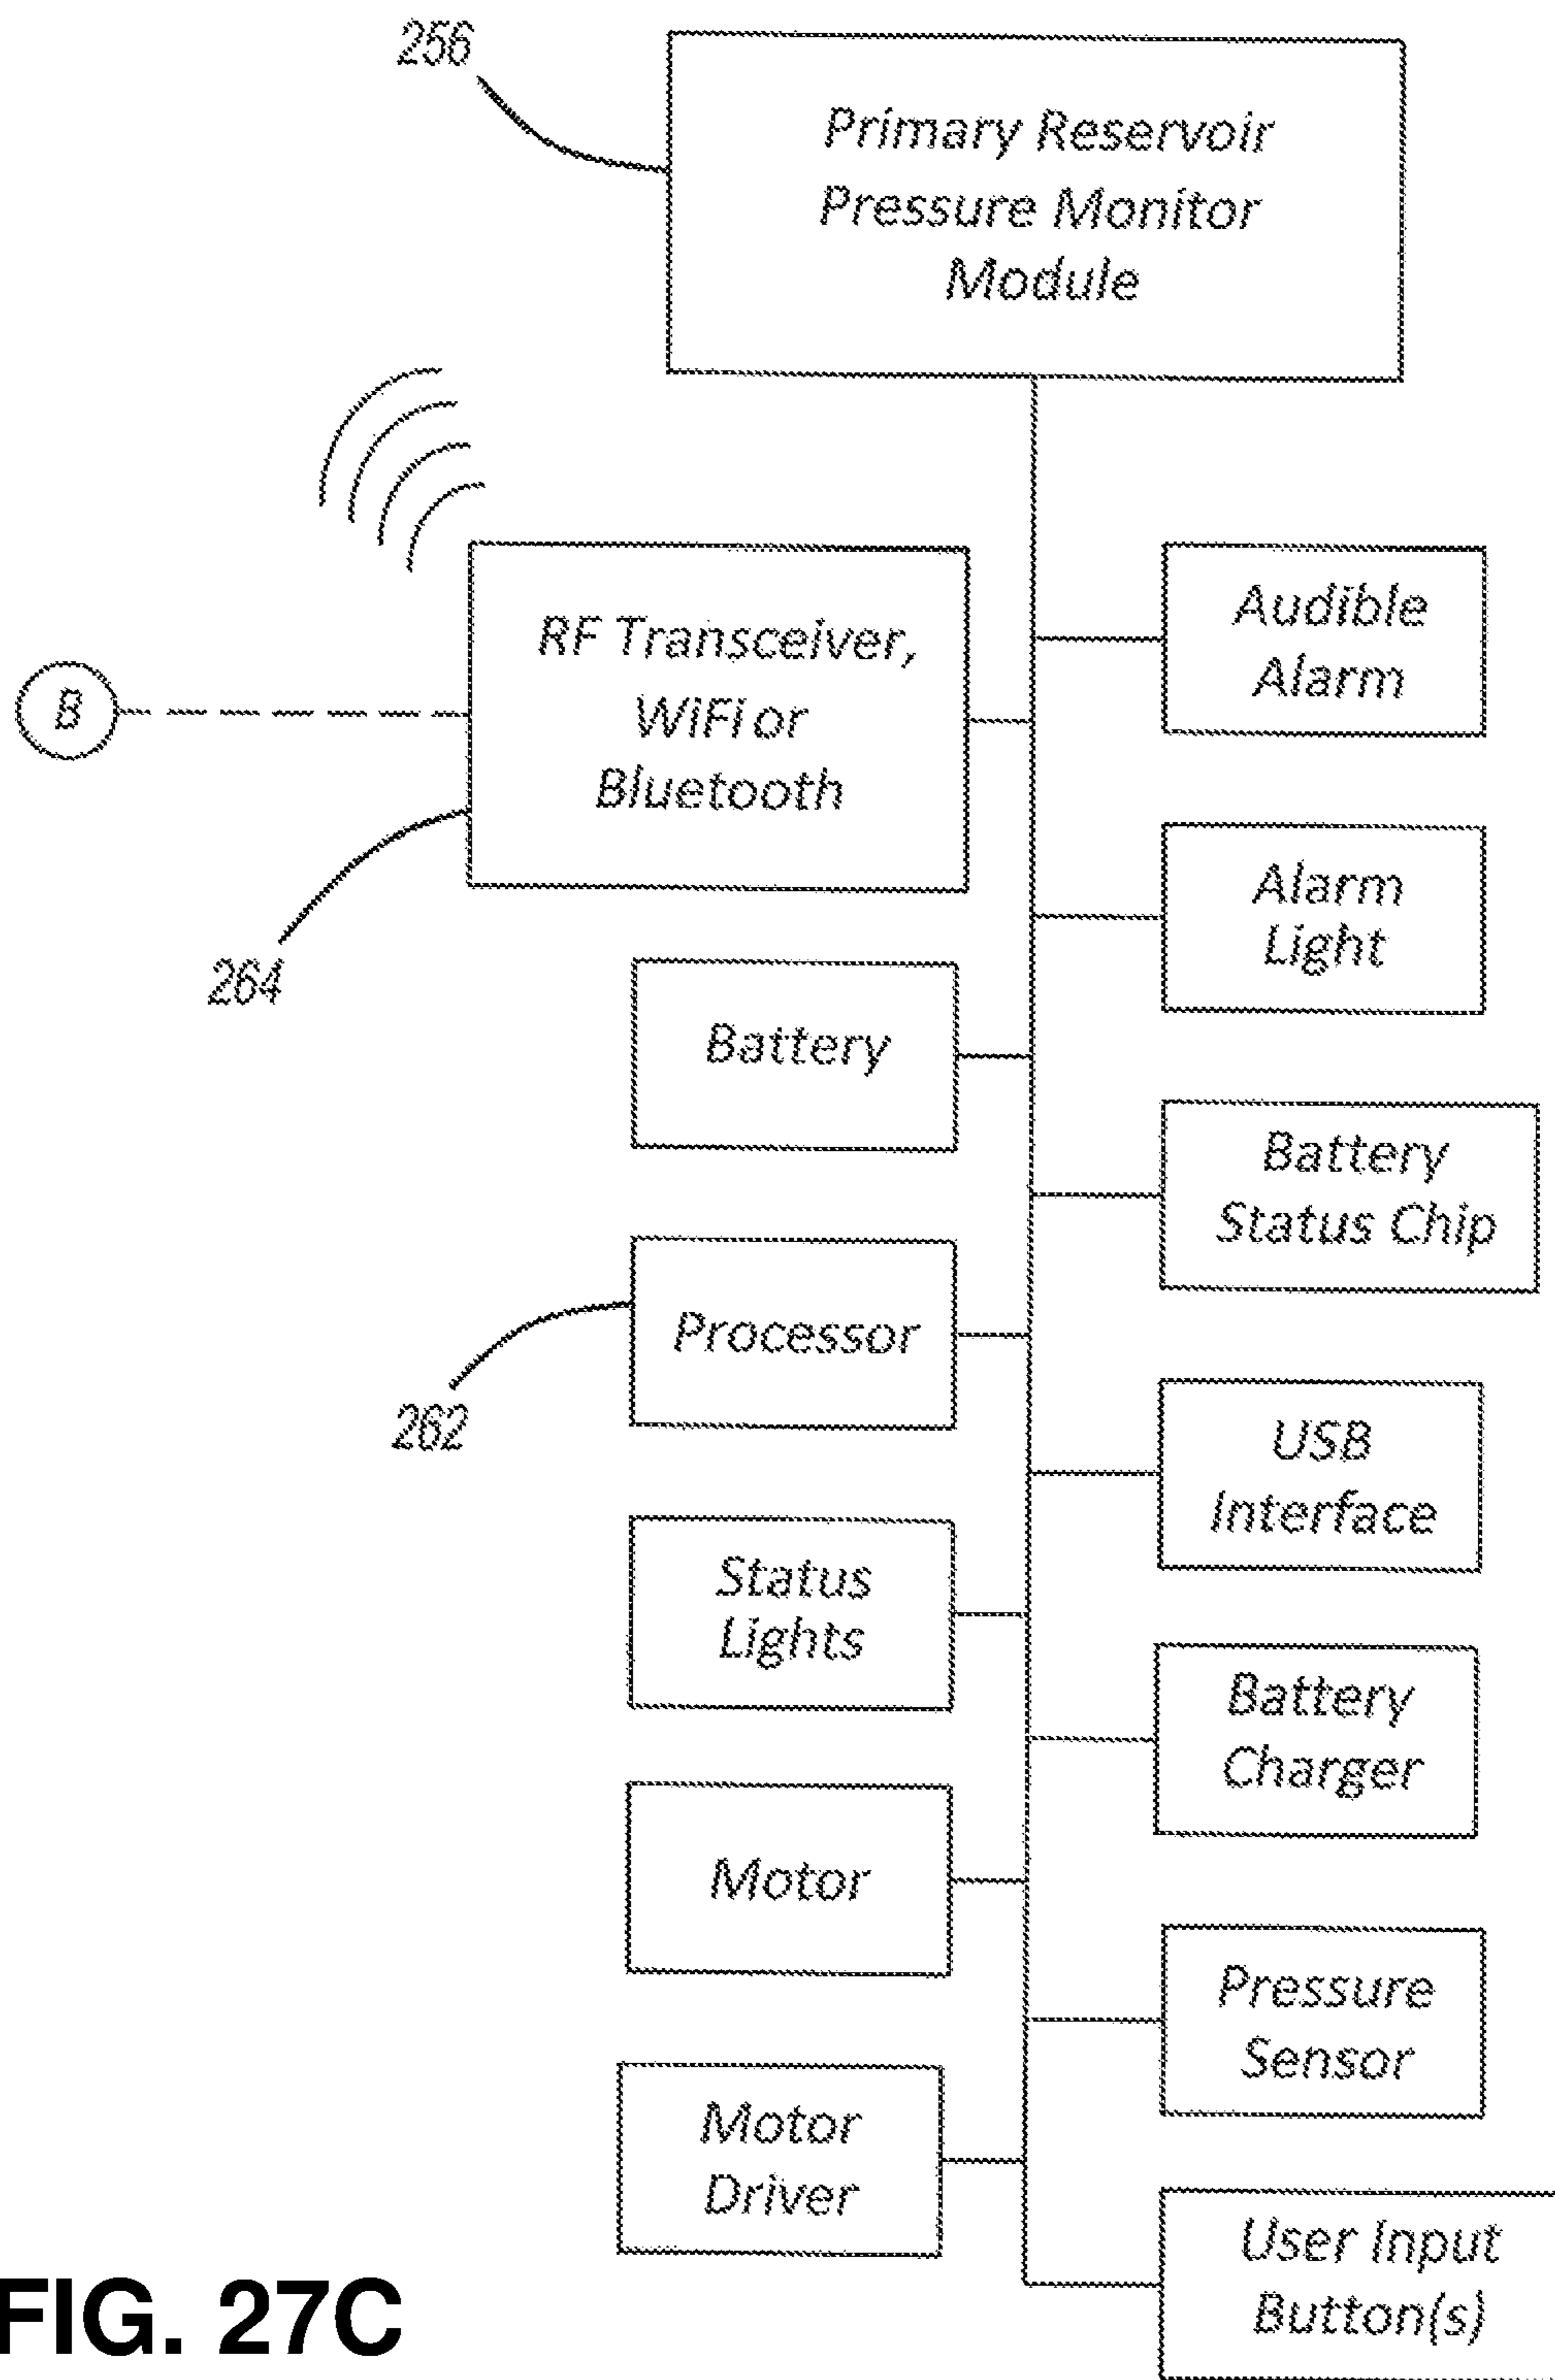 256
Primary Reservoir
Pressure Monitor
Module
RF Transceiver,
WiFi or
Bluetooth
B
264
Audible
Alarm
Alarm
Light
Battery
Battery
Status Chip
Processor
262
USB
Interface
Status
Lights
Battery
Charger
Motor
Pressure
Sensor
Motor
Driver
User Input
Button(s)
FIG. 27C